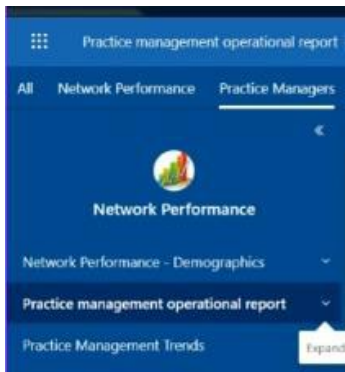 Practice management operational report
All Network Performance Practice Managers
Network Performance
Network Performance - Demographics
Practice management operational report
Practice Management Trends
Expand